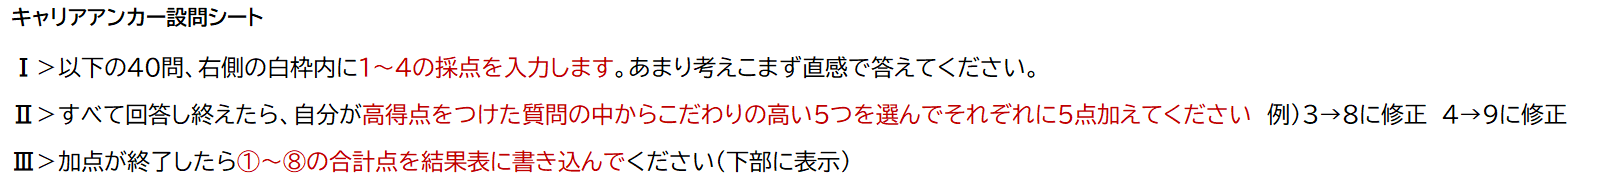 キャリアアンカー設問シート
Ⅰ＞以下の40問、右側の白枠内に1～4の採点を入力します。あまり考えこまず直感で答えてください。
Ⅱ＞すべて回答し終えたら、自分が高得点をつけた質問の中からこだわりの高い5つを選んでそれぞれに5点加えてください　例）3→8に修正　4→9に修正
Ⅲ＞加点が終了したら①～⑧の合計点を結果表に書き込んでください（下部に表示）